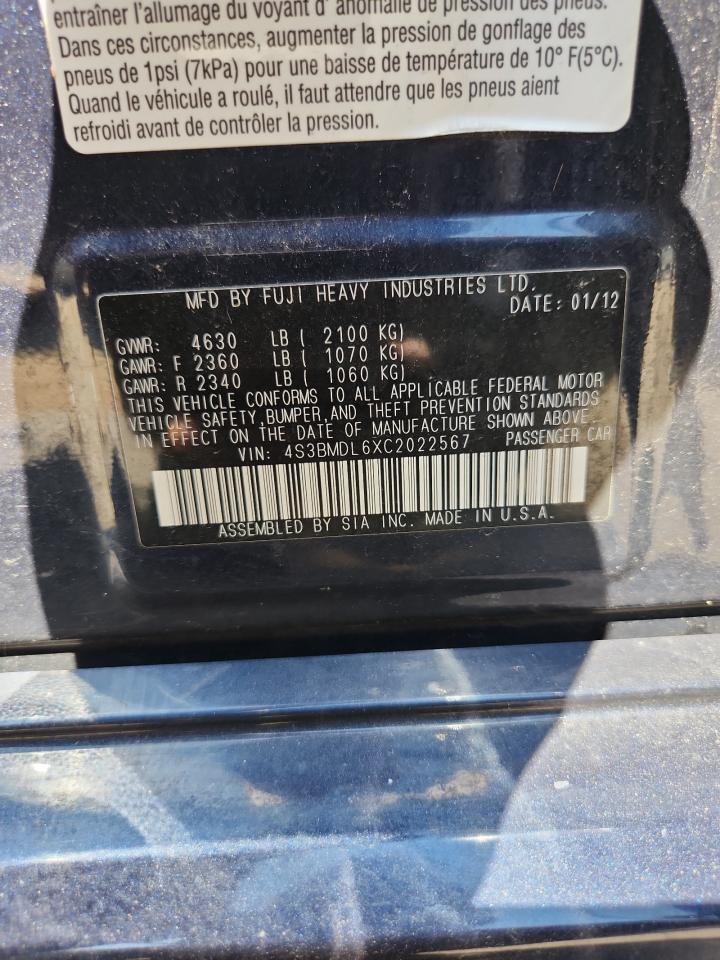 entraîner l'allumage du voyant d' anomalie de pression des pneus.
Dans ces circonstances, augmenter la pression de gonflage des
pneus de 1psi (7kPa) pour une baisse de température de 10° F(5°C).
Quand le véhicule a roulé, il faut attendre que les pneus aient
refroidi avant de contrôler la pression.
MFD BY FUJI HEAVY INDUSTRIES LTD.
DATE: 01/12
GVWR: 4630 LB ( 2100 KG)
GAWR: F 2360 LB ( 1070 KG)
GAWR: R 2340 LB ( 1060 KG)
THIS VEHICLE CONFORMS TO ALL APPLICABLE FEDERAL MOTOR
VEHICLE SAFETY,BUMPER,AND THEFT PREVENTION STANDARDS
IN EFFECT ON THE DATE OF MANUFACTURE SHOWN ABOVE
VIN: 4S3BMDL6XC2022567 PASSENGER CAR
ASSEMBLED BY SIA INC. MADE IN U.S.A.